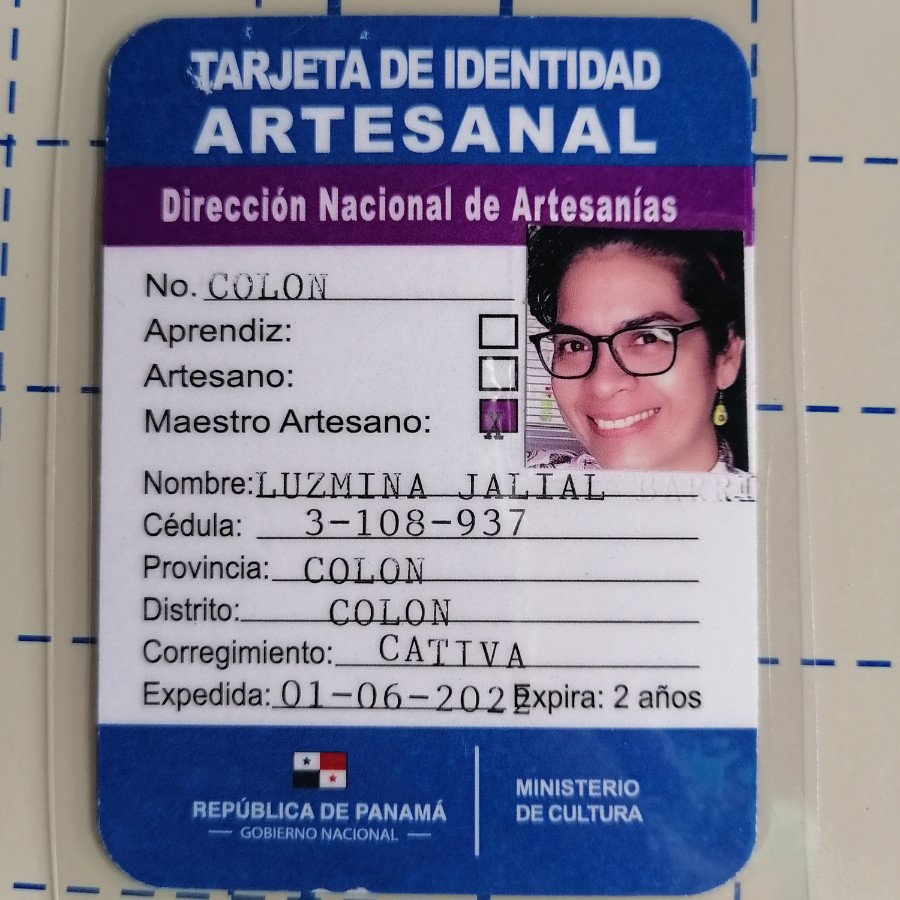 TARJETA DE IDENTIDAD
ARTESANAL
Dirección Nacional de Artesanías
No. COLON
Aprendiz:
Artesano:
Maestro Artesano: X
Nombre: LUZMINA JALIAL
Cédula: 3-108-937
Provincia: COLON
Distrito: COLON
Corregimiento: CATIVA
Expedida: 01-06-2022 Expira: 2 años
REPÚBLICA DE PANAMÁ
GOBIERNO NACIONAL
MINISTERIO
DE CULTURA